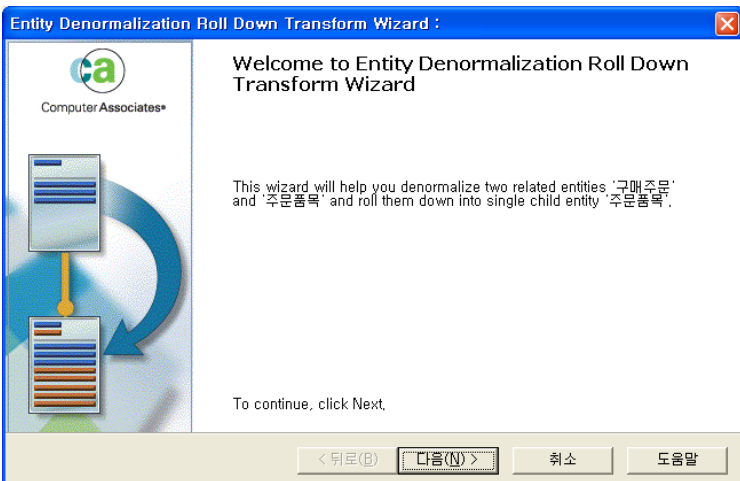 Entity Denormalization Roll Down Transform Wizard :
ca
Computer Associates®
Welcome to Entity Denormalization Roll Down
Transform Wizard
This wizard will help you denormalize two related entities '구매주문'
and '주문품목' and roll them down into single child entity '주문품목'.
To continue, click Next.
< 뒤로(B)
다음(N) >
취소
도움말